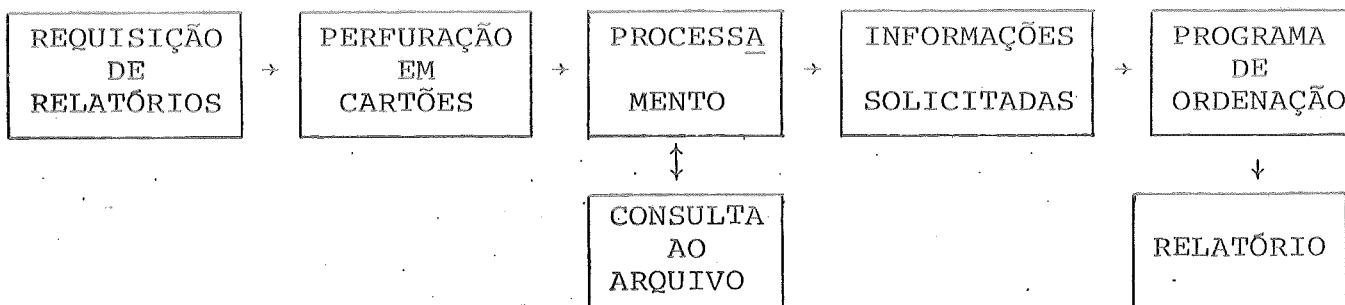 REQUISIÇÃO
DE
RELATÓRIOS
→
PERFURAÇÃO
EM
CARTÕES
→
PROCESSA
MENTO
→
INFORMAÇÕES
SOLICITADAS
→
PROGRAMA
DE
ORDENAÇÃO
↕
↓
CONSULTA
AO
ARQUIVO
RELATÓRIO